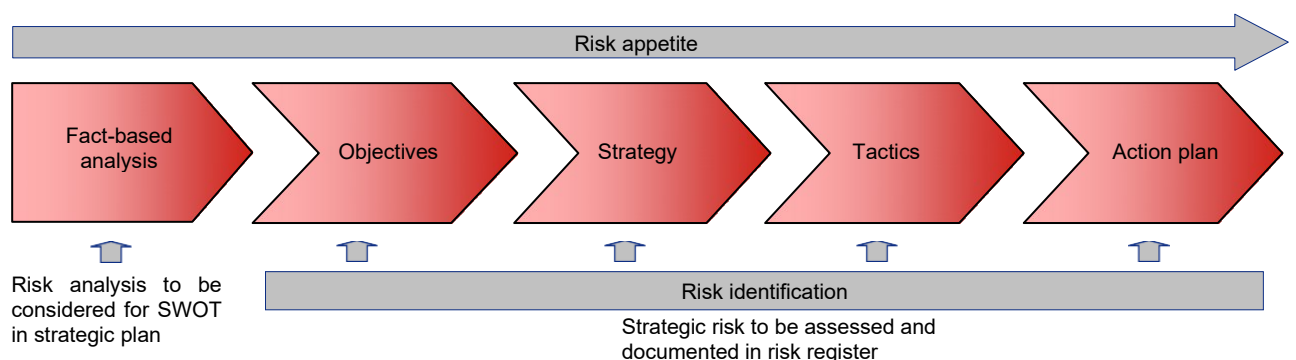 Risk appetite
Fact-based
analysis
Objectives
Strategy
Tactics
Action plan
Risk analysis to be
considered for SWOT
in strategic plan
Risk identification
Strategic risk to be assessed and
documented in risk register